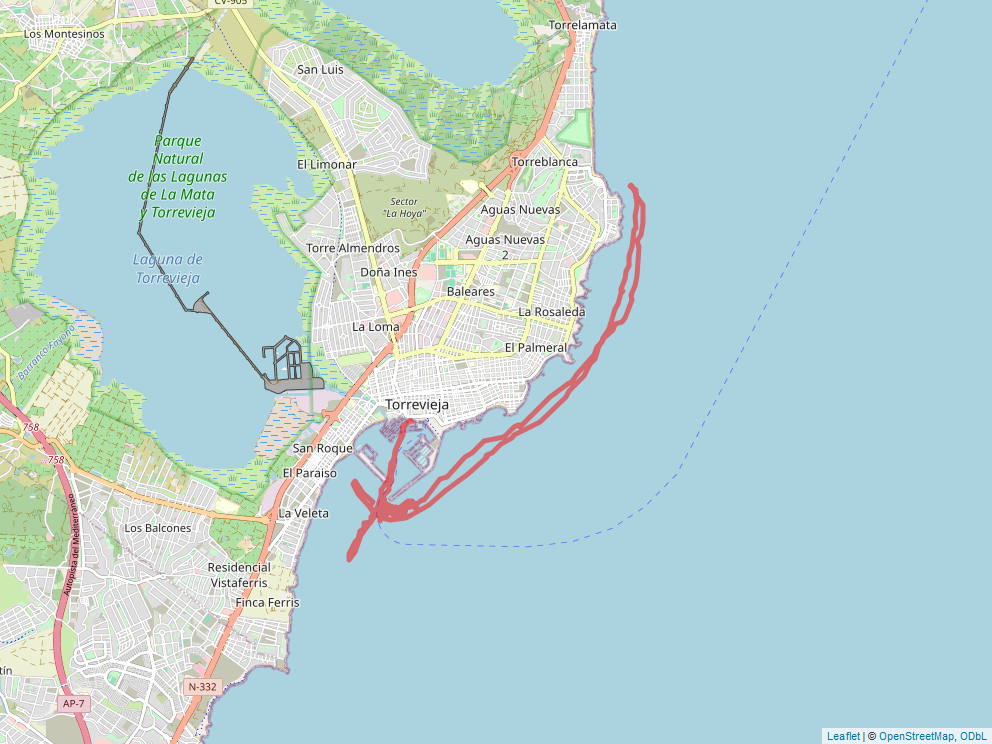 CV-905
Torrelamata
Los Montesinos
San Luis
Parque
Natural
de las Lagunas
de La Mata
y Torrevieja
El Limonar
Torreblanca
Sector
"La Hoya"
Aguas Nuevas
Aguas Nuevas
2
Torre Almendros
Laguna de
Torrevieja
Doña Ines
Baleares
La Rosaleda
La Loma
El Palmeral
Barranco Fayona
Torrevieja
758
758
San Roque
El Paraiso
La Veleta
Los Balcones
Autopista del Mediterráneo
Residencial
Vistaferris
Finca Ferris
tín
N-332
AP-7
Leaflet | © OpenStreetMap, ODbL